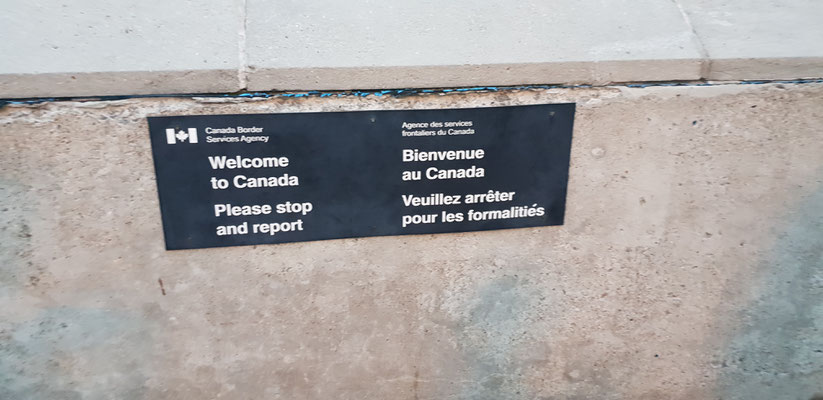 Canada Border
Services Agency
Welcome
to Canada
Please stop
and report
Agence des services
frontaliers du Canada
Bienvenue
au Canada
Veuillez arrêter
pour les formalitiés